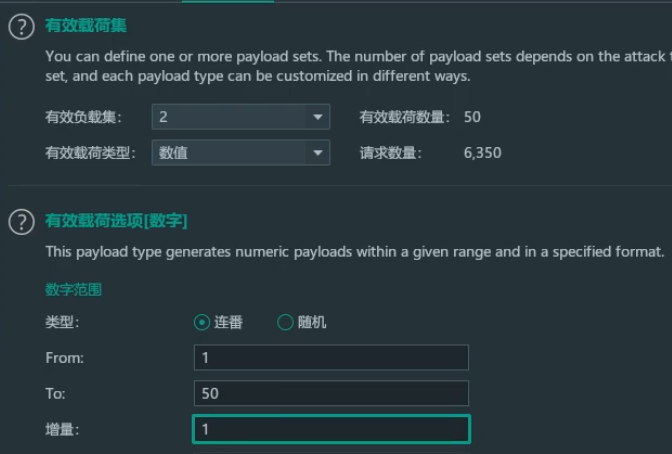 有效载荷集
You can define one or more payload sets. The number of payload sets depends on the attack
set, and each payload type can be customized in different ways.
有效负载集: 2 有效载荷数量: 50
有效载荷类型: 数值 请求数量: 6,350
有效载荷选项[数字]
This payload type generates numeric payloads within a given range and in a specified format.
数字范围
类型: 连番 随机
From: 1
To: 50
增量: 1